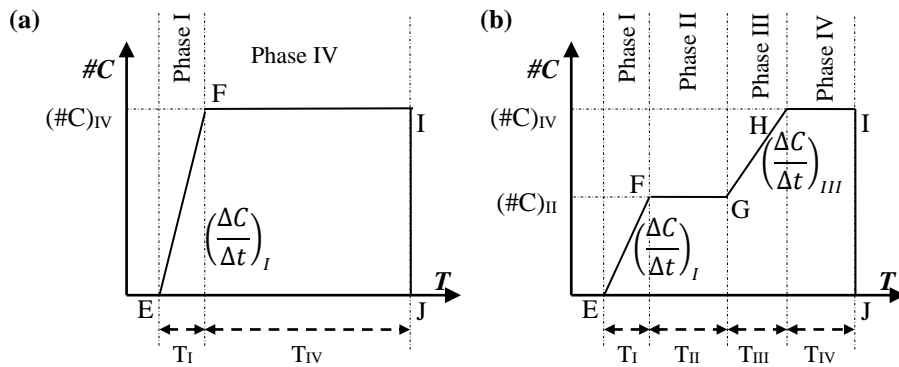 (a)
Phase I
Phase IV
#C
(#C)IV
F
I
(ΔC/Δt)I
E
T
J
TI
TIV
(b)
Phase I
Phase II
Phase III
Phase IV
#C
(#C)IV
H
I
(ΔC/Δt)III
F
(#C)II
G
(ΔC/Δt)I
E
T
J
TI
TII
TIII
TIV